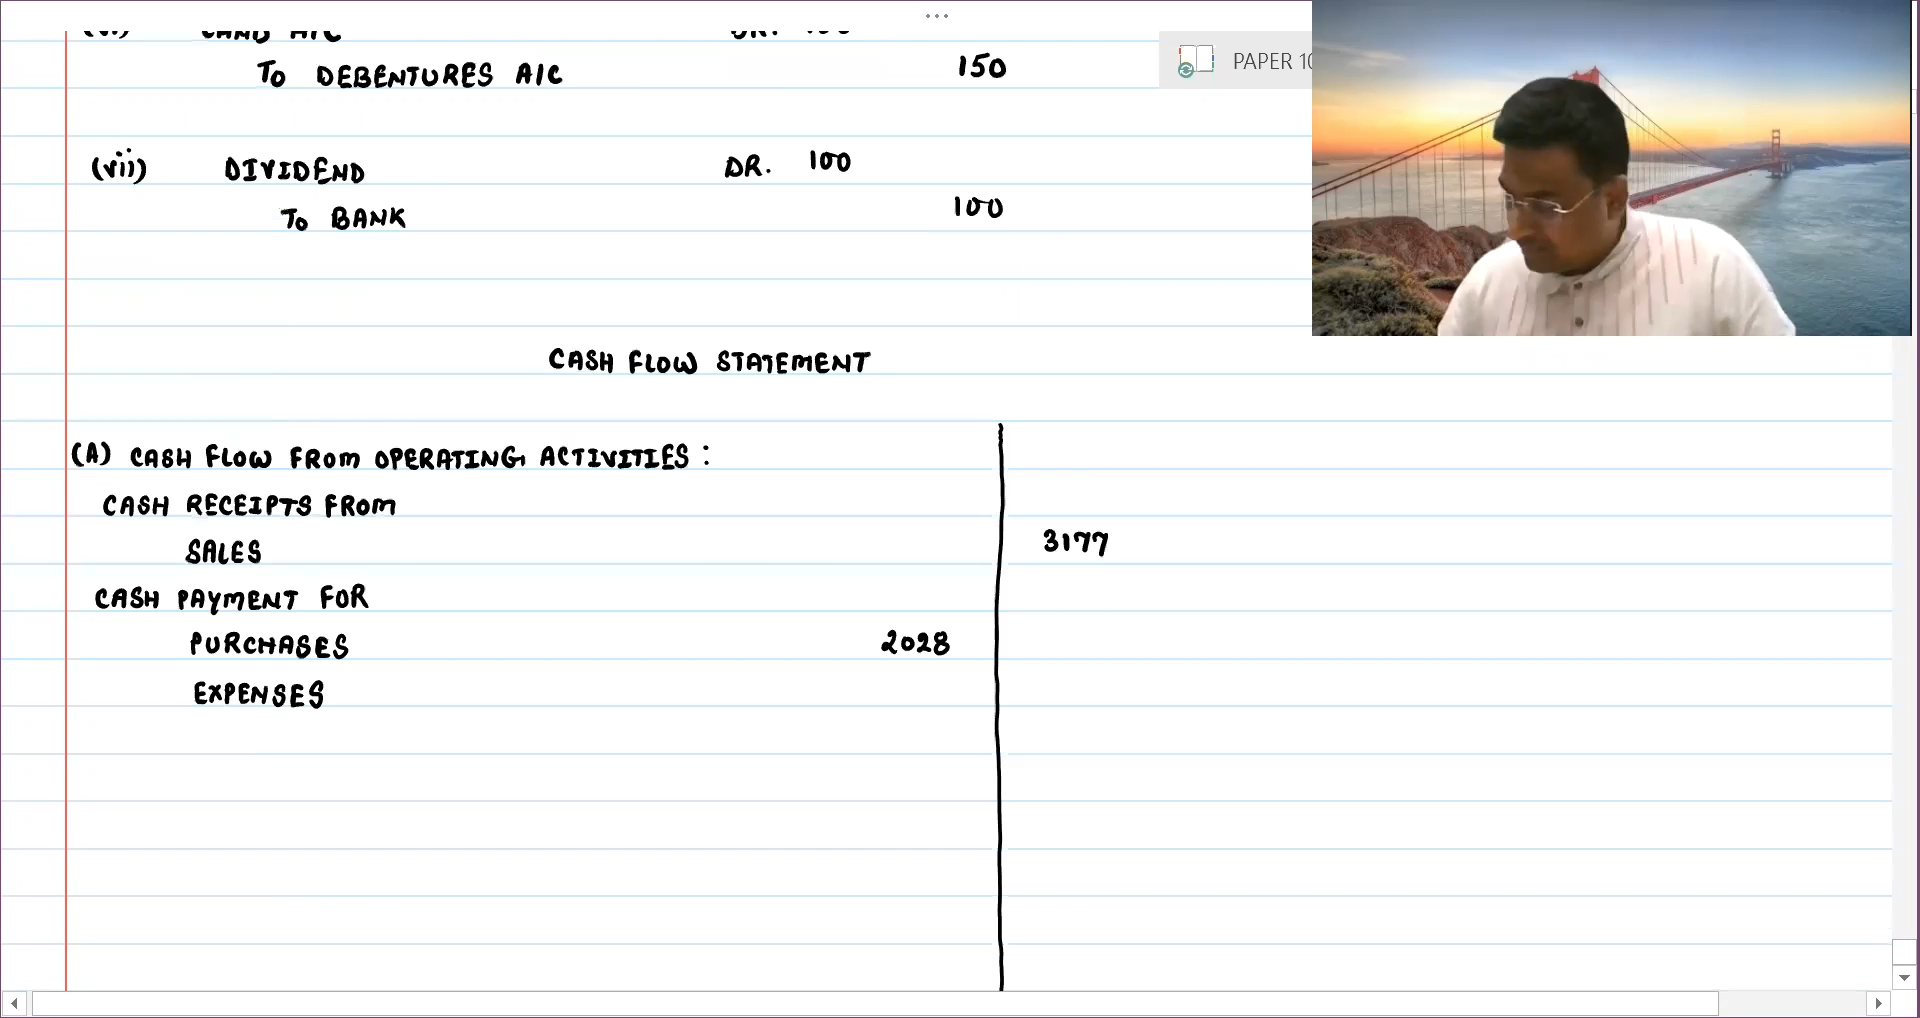 To DEBENTURES A/C 150
PAPER 10
(vii) DIVIDEND DR. 100
To BANK 100
CASH FLOW STATEMENT
(A) CASH FLOW FROM OPERATING ACTIVITIES :
CASH RECEIPTS FROM
SALES 3177
CASH PAYMENT FOR
PURCHASES 2028
EXPENSES